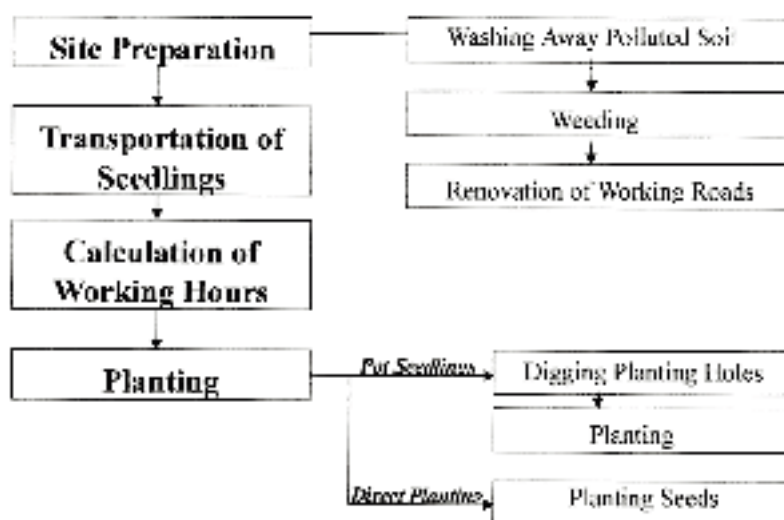 Site Preparation
Washing Away Polluted Soil
Transportation of
Seedlings
Weeding
Renovation of Working Roads
Calculation of
Working Hours
Planting
Pot Seedlings
Digging Planting Holes
Planting
Direct Planting
Planting Seeds